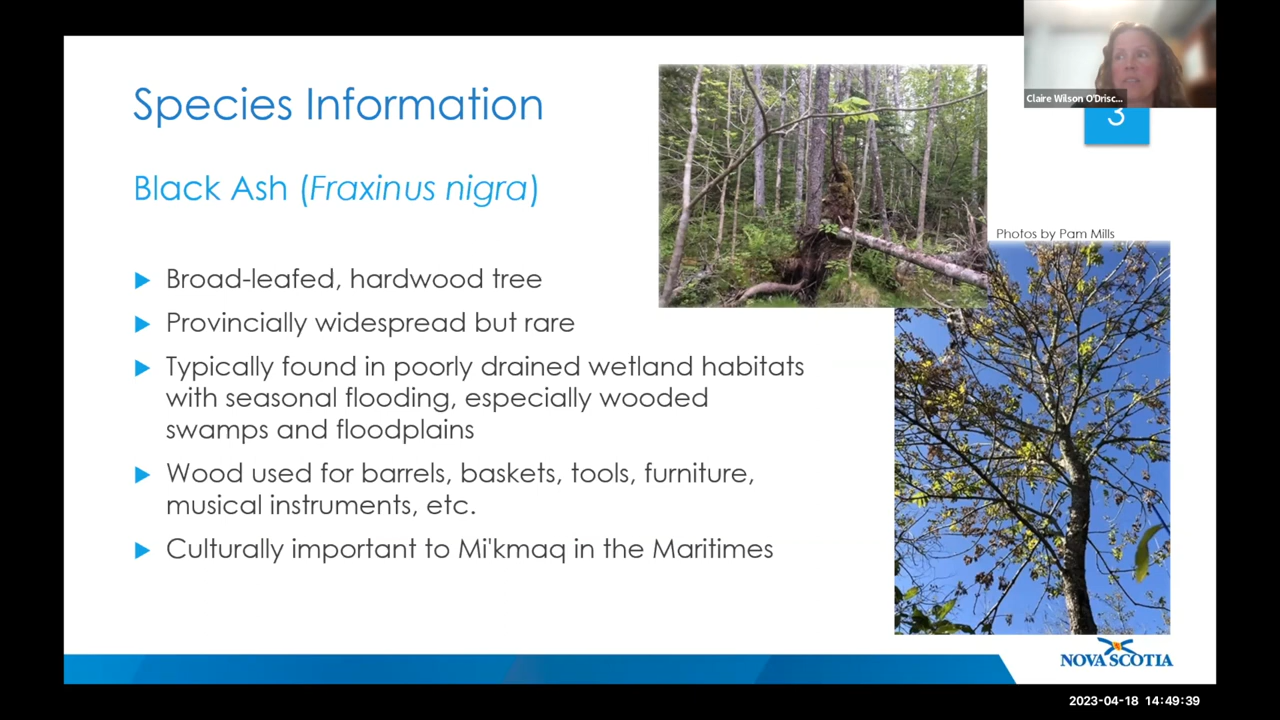 Claire Wilson O'Drisc...
3
Species Information
Black Ash (Fraxinus nigra)
Photos by Pam Mills
Broad-leafed, hardwood tree
Provincially widespread but rare
Typically found in poorly drained wetland habitats
with seasonal flooding, especially wooded
swamps and floodplains
Wood used for barrels, baskets, tools, furniture,
musical instruments, etc.
Culturally important to Mi'kmaq in the Maritimes
NOVA SCOTIA
2023-04-18 14:49:39